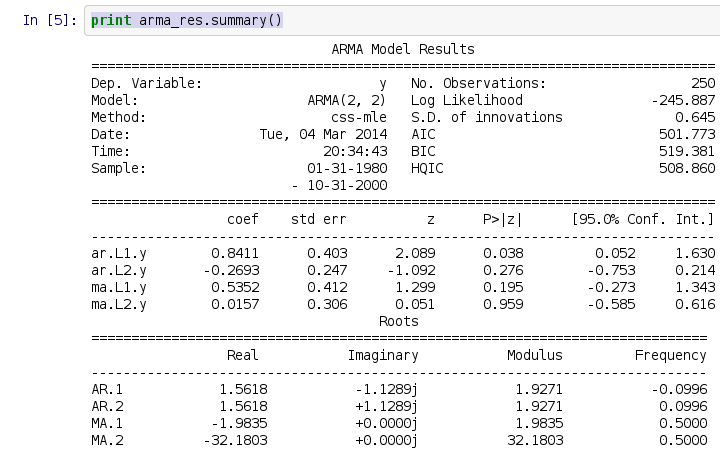 In [5]: print arma_res.summary()
ARMA Model Results
==============================================================================
Dep. Variable: y No. Observations: 250
Model: ARMA(2, 2) Log Likelihood -245.887
Method: css-mle S.D. of innovations 0.645
Date: Tue, 04 Mar 2014 AIC 501.773
Time: 20:34:43 BIC 519.381
Sample: 01-31-1980 HQIC 508.860
- 10-31-2000
==============================================================================
coef std err z P>|z| [95.0% Conf. Int.]
------------------------------------------------------------------------------
ar.L1.y 0.8411 0.403 2.089 0.038 0.052 1.630
ar.L2.y -0.2693 0.247 -1.092 0.276 -0.753 0.214
ma.L1.y 0.5352 0.412 1.299 0.195 -0.273 1.343
ma.L2.y 0.0157 0.306 0.051 0.959 -0.585 0.616
Roots
=============================================================================
Real Imaginary Modulus Frequency
-----------------------------------------------------------------------------
AR.1 1.5618 -1.1289j 1.9271 -0.0996
AR.2 1.5618 +1.1289j 1.9271 0.0996
MA.1 -1.9835 +0.0000j 1.9835 0.5000
MA.2 -32.1803 +0.0000j 32.1803 0.5000